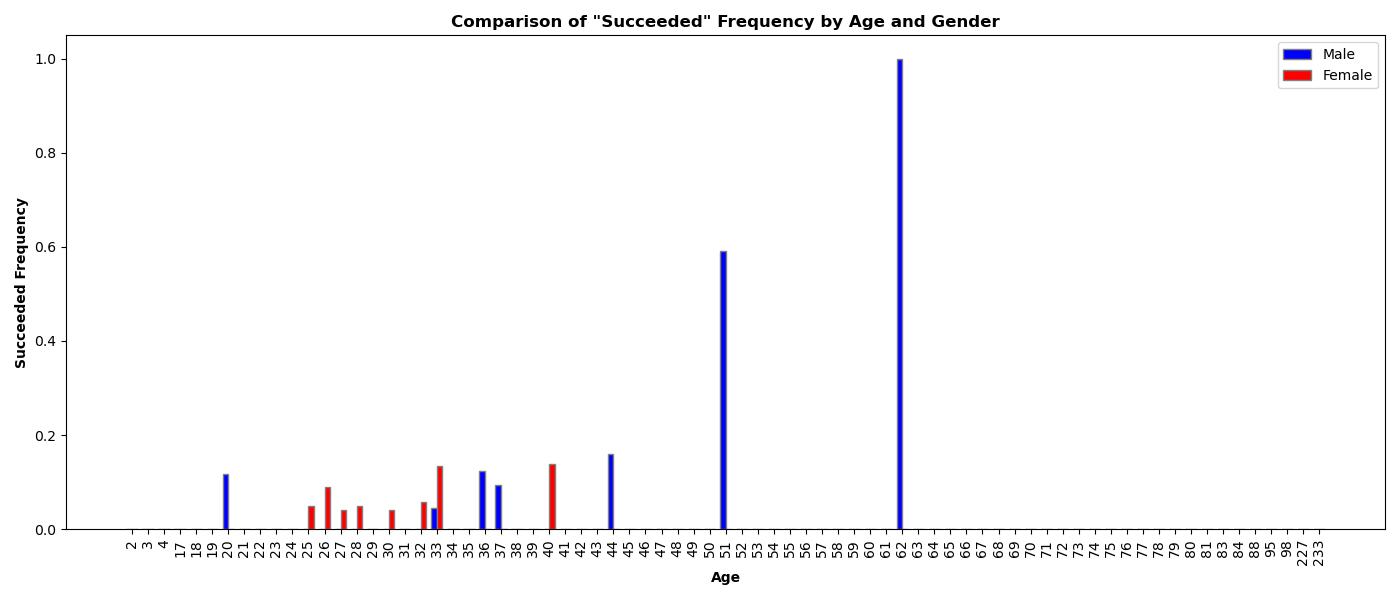 Comparison of "Succeeded" Frequency by Age and Gender
Male
Female
Succeeded Frequency
1.0
0.8
0.6
0.4
0.2
0.0
2 3 4 17 18 19 20 21 22 23 24 25 26 27 28 29 30 31 32 33 34 35 36 37 38 39 40 41 42 43 44 45 46 47 48 49 50 51 52 53 54 55 56 57 58 59 60 61 62 63 64 65 66 67 68 69 70 71 72 73 74 75 76 77 78 79 80 81 83 84 88 95 98 227 233
Age